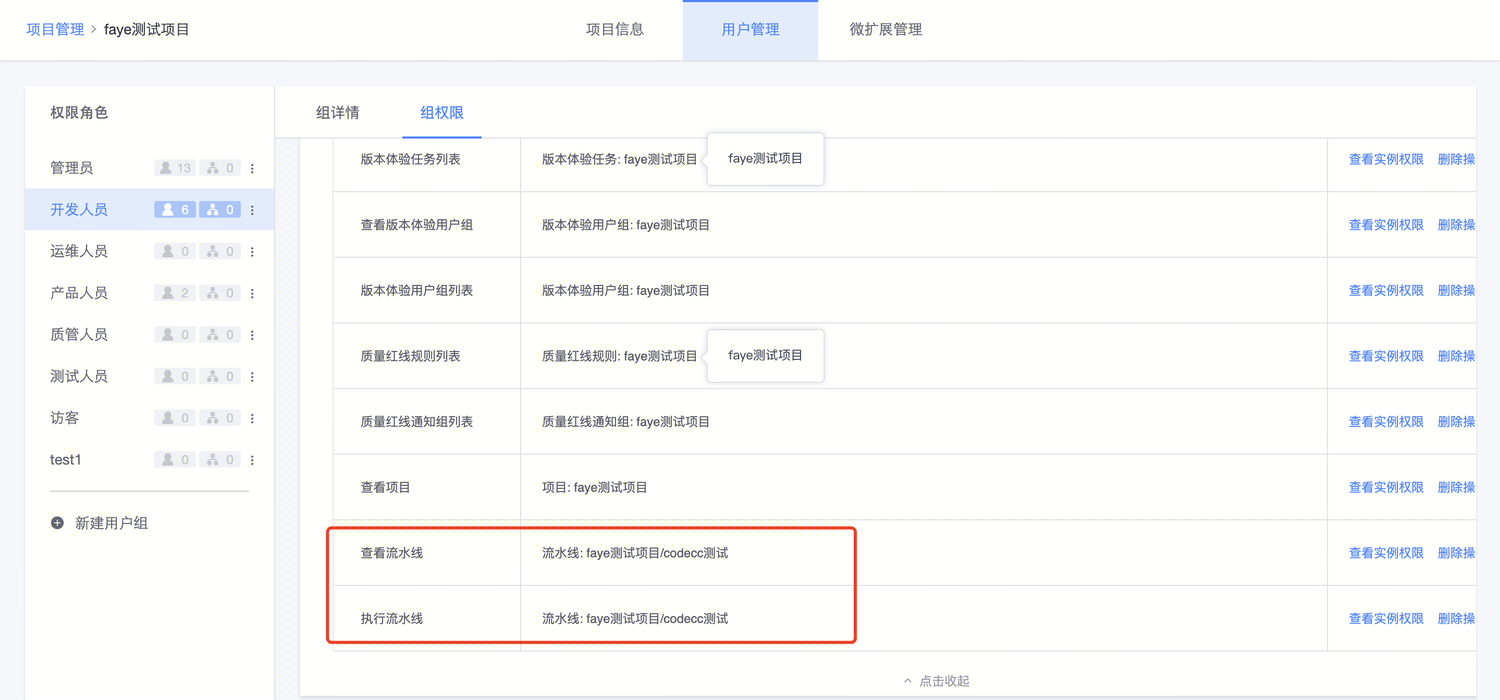 项目管理 > faye测试项目
项目信息
用户管理
微扩展管理
权限角色
管理员 13 0
开发人员 6 0
运维人员 0 0
产品人员 2 0
质管人员 0 0
测试人员 0 0
访客 0 0
test1 0 0
新建用户组
组详情
组权限
版本体验任务列表 版本体验任务: faye测试项目 faye测试项目 查看实例权限 删除操
查看版本体验用户组 版本体验用户组: faye测试项目 查看实例权限 删除操
版本体验用户组列表 版本体验用户组: faye测试项目 查看实例权限 删除操
质量红线规则列表 质量红线规则: faye测试项目 faye测试项目 查看实例权限 删除操
质量红线通知组列表 质量红线通知组: faye测试项目 查看实例权限 删除操
查看项目 项目: faye测试项目 查看实例权限 删除操
查看流水线 流水线: faye测试项目/codecc测试 查看实例权限 删除操
执行流水线 流水线: faye测试项目/codecc测试 查看实例权限 删除操
点击收起